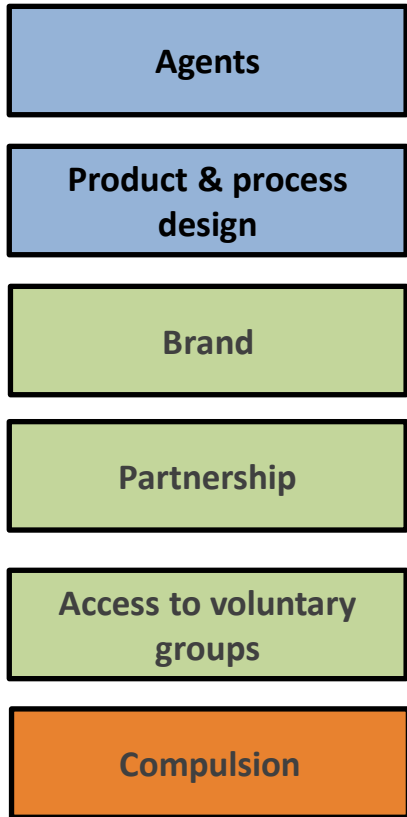 Agents
Product & process
design
Brand
Partnership
Access to voluntary
groups
Compulsion